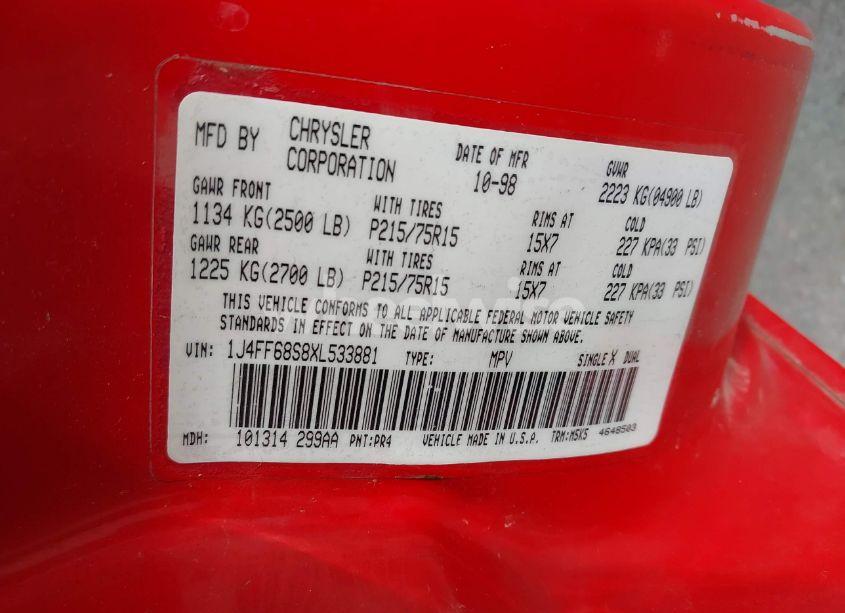 MFD BY CHRYSLER CORPORATION DATE OF MFR 10-98 GVWR 2223 KG(04900 LB)
GAWR FRONT WITH TIRES RIMS AT COLD
1134 KG(2500 LB) P215/75R15 15X7 227 KPA(33 PSI)
GAWR REAR WITH TIRES RIMS AT COLD
1225 KG(2700 LB) P215/75R15 15X7 227 KPA(33 PSI)
THIS VEHICLE CONFORMS TO ALL APPLICABLE FEDERAL MOTOR VEHICLE SAFETY
STANDARDS IN EFFECT ON THE DATE OF MANUFACTURE SHOWN ABOVE.
VIN: 1J4FF68S8XL533881 TYPE: MPV SINGLE X DUAL
MDH: 101314 299AA PNT:PR4 VEHICLE MADE IN U.S.A. TRM:M5K5 4648503